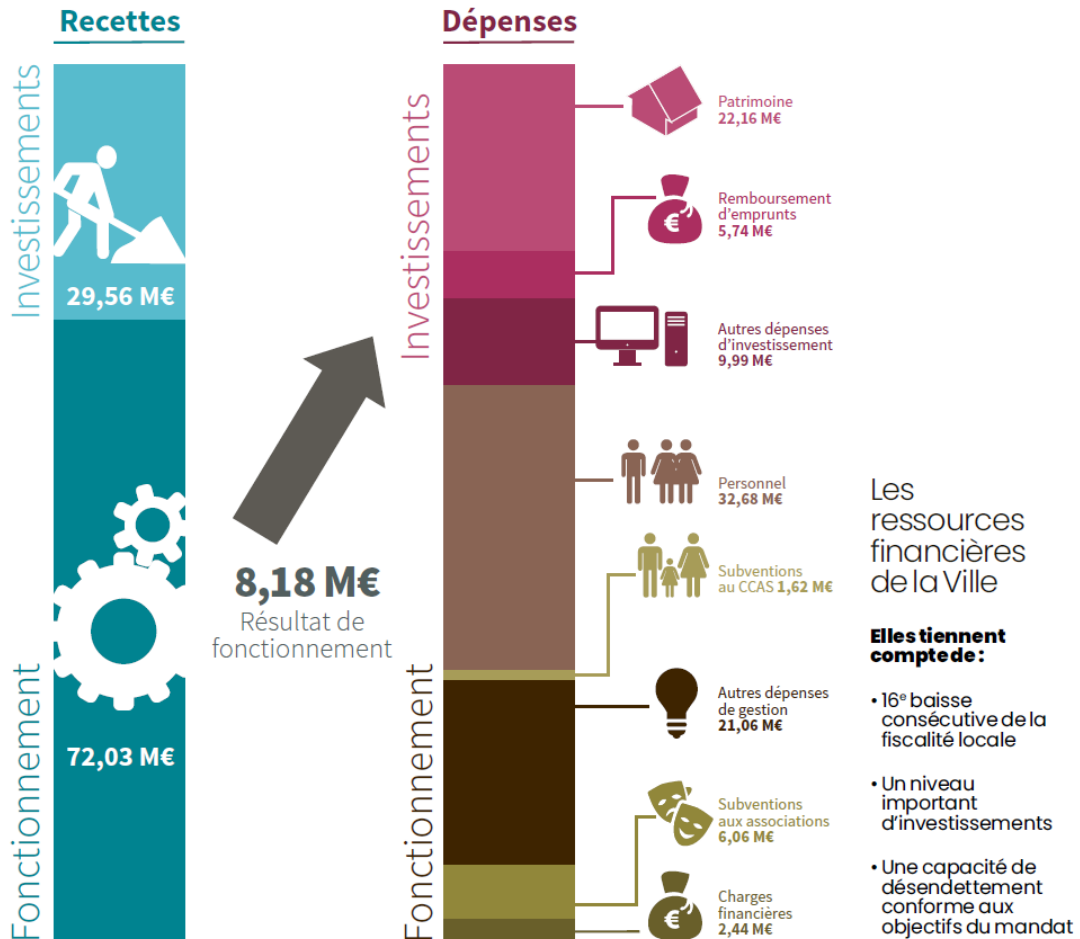 Recettes
Investissements
29,56 M€
Fonctionnement
72,03 M€
8,18 M€
Résultat de
fonctionnement
Dépenses
Investissements
Patrimoine
22,16 M€
€
Remboursement
d’emprunts
5,74 M€
Autres dépenses
d’investissement
9,99 M€
Fonctionnement
Personnel
32,68 M€
Subventions
au CCAS 1,62 M€
Autres dépenses
de gestion
21,06 M€
Subventions
aux associations
6,06 M€
€
Charges
financières
2,44 M€
Les
ressources
financières
de la Ville
Elles tiennent
compte de :
• 16e baisse
consécutive de la
fiscalité locale
• Un niveau
important
d’investissements
• Une capacité de
désendettement
conforme aux
objectifs du mandat